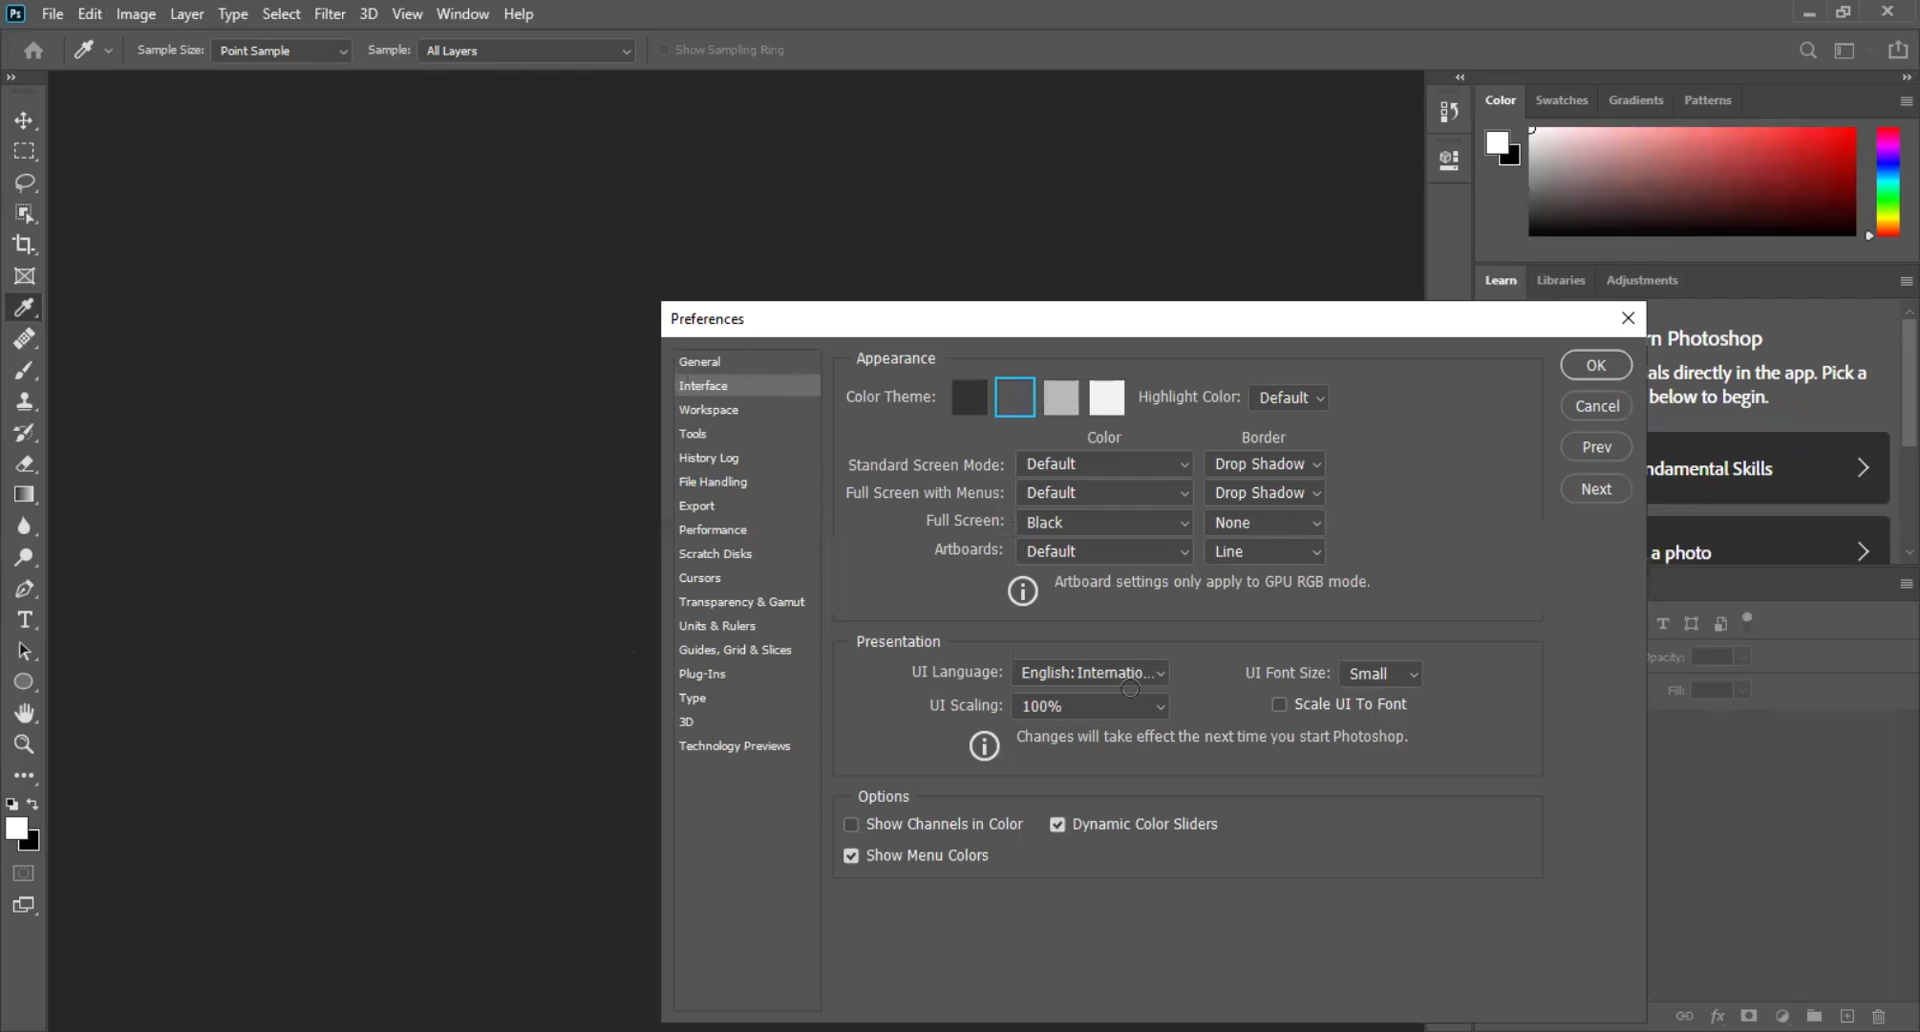 Ps File Edit Image Layer Type Select Filter 3D View Window Help
Sample Size: Point Sample Sample: All Layers Show Sampling Ring
Color Swatches Gradients Patterns
Learn Libraries Adjustments
rn Photoshop
als directly in the app. Pick a
below to begin.
ndamental Skills
a photo
pacity:
Fill:
Preferences
General
Interface
Workspace
Tools
History Log
File Handling
Export
Performance
Scratch Disks
Cursors
Transparency & Gamut
Units & Rulers
Guides, Grid & Slices
Plug-Ins
Type
3D
Technology Previews
Appearance
Color Theme: Highlight Color: Default
Color Border
Standard Screen Mode: Default Drop Shadow
Full Screen with Menus: Default Drop Shadow
Full Screen: Black None
Artboards: Default Line
Artboard settings only apply to GPU RGB mode.
Presentation
UI Language: English: Internatio... UI Font Size: Small
UI Scaling: 100% Scale UI To Font
Changes will take effect the next time you start Photoshop.
Options
Show Channels in Color Dynamic Color Sliders
Show Menu Colors
OK
Cancel
Prev
Next
fx